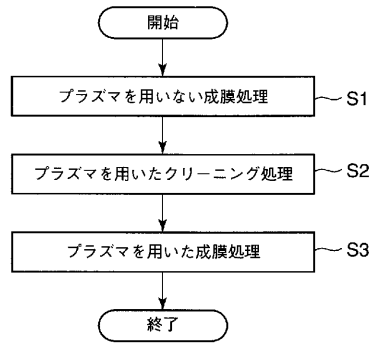 開始
プラズマを用いない成膜処理
S1
プラズマを用いたクリーニング処理
S2
プラズマを用いた成膜処理
S3
終了